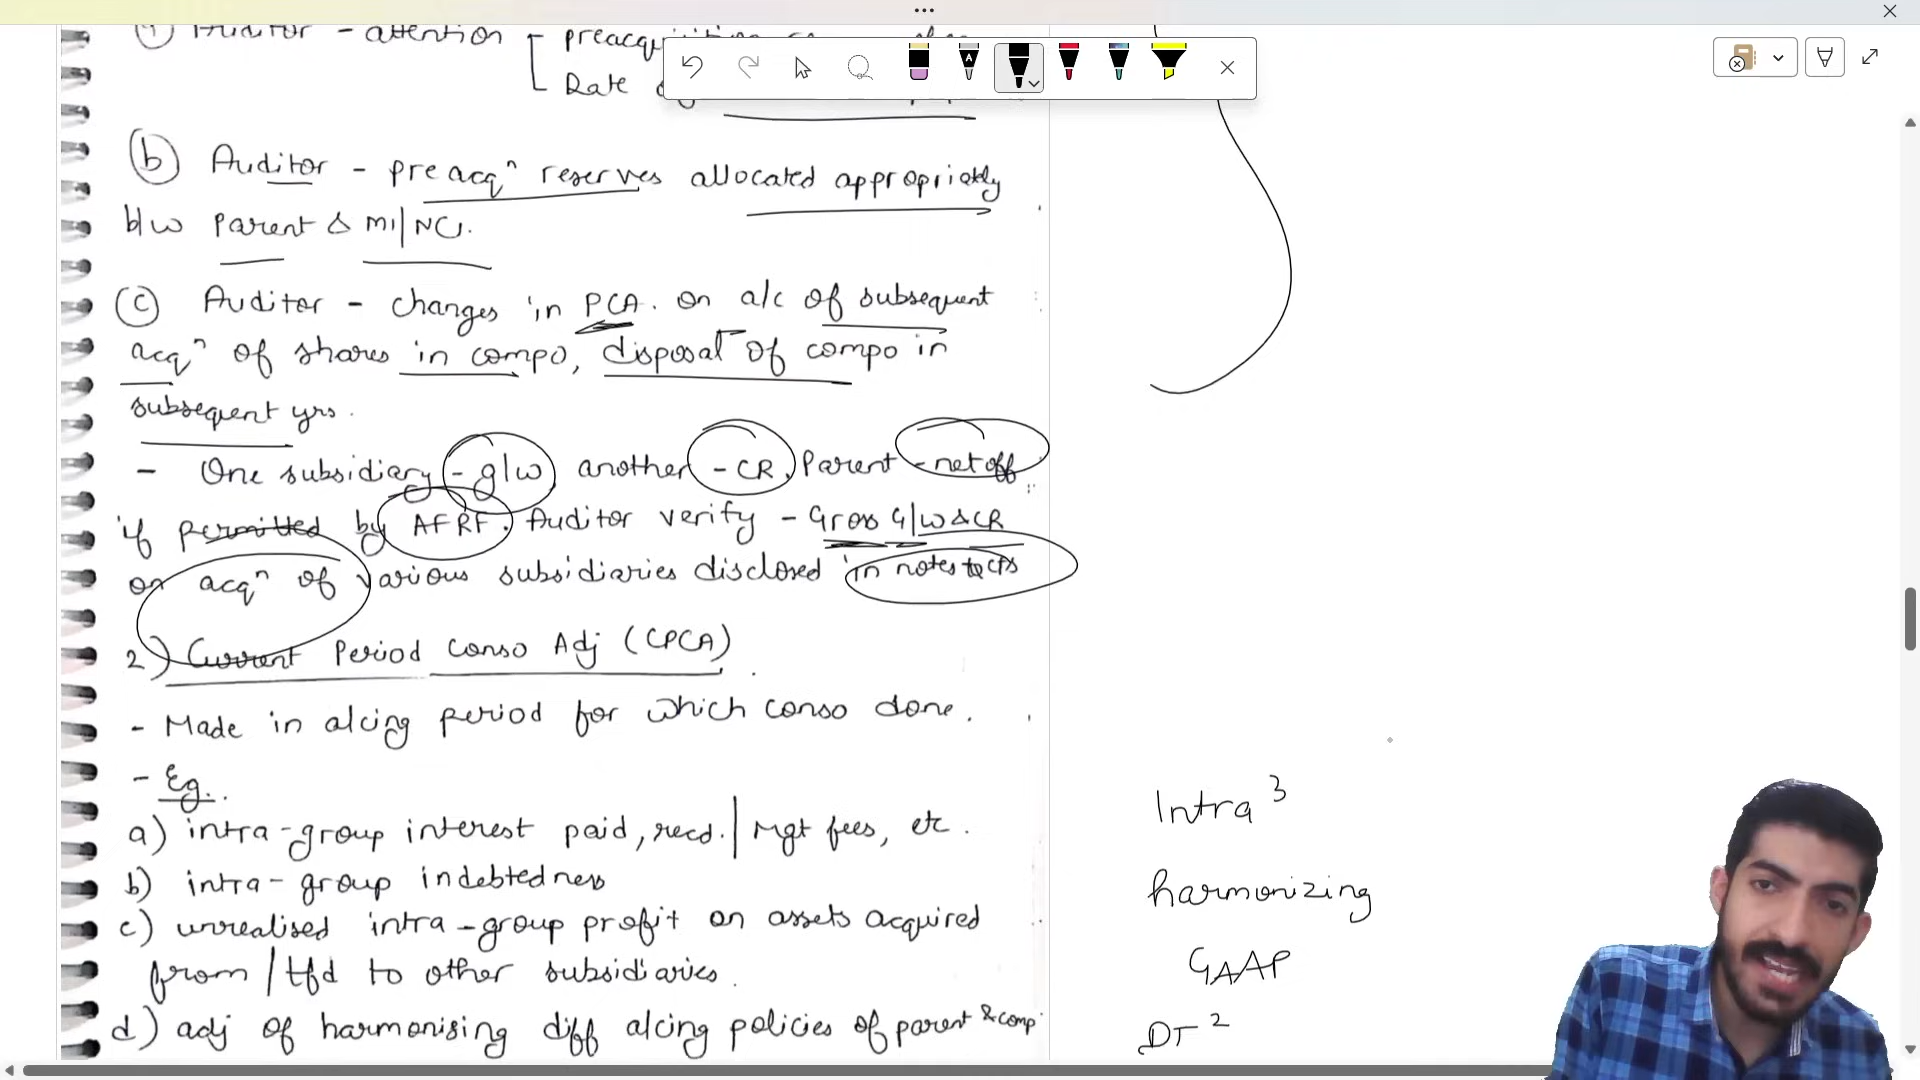 Auditor - attention
Date
(b) Auditor - preacqⁿ reserves allocated appropriately
b/w Parent & MI/NCI.
(c) Auditor - changes in PCA. on a/c of subsequent
acqⁿ of shares in compo, disposal of compo in
subsequent yrs.
- One subsidiary - g/w another - CR. Parent - net off
if permitted by AFRF. Auditor verify - Gross G/w & CR
on acqⁿ of various subsidiaries disclosed in notes to CFS
2) Current Period Conso Adj (CPCA)
- Made in a/cing period for which conso done.
- Eg.
a) intra-group interest paid, recd. | Mgt fees, etc.
b) intra-group indebtedness
c) unrealised intra-group profit on assets acquired
from / tfd to other subsidiaries.
d) adj of harmonising diff a/cing policies of parent & comp
Intra ³
harmonizing
GAAP
DT ²